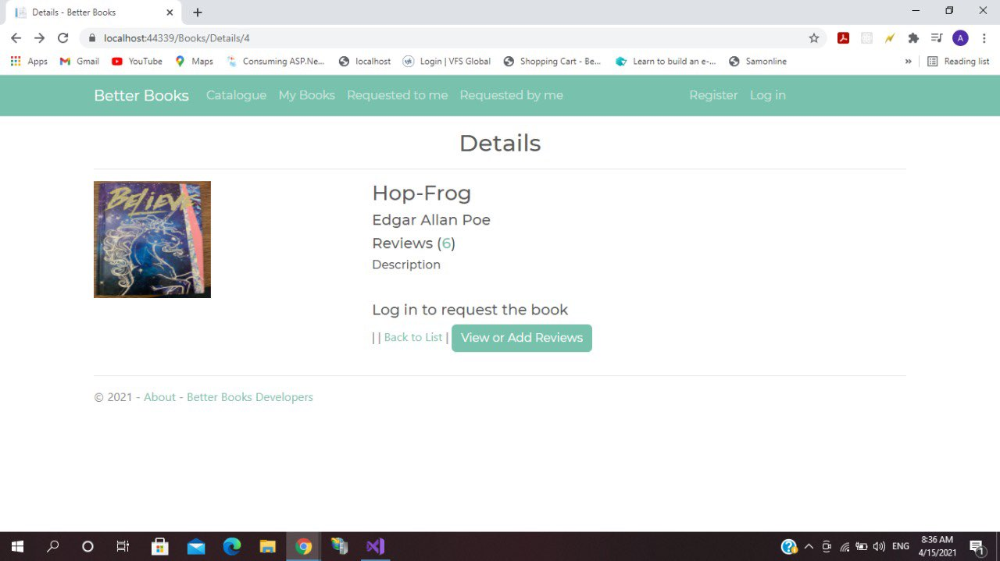 Details - Better Books
localhost:44339/Books/Details/4
A
Apps Gmail YouTube Maps Consuming ASP.Ne... localhost Login | VFS Global Shopping Cart - Be... Learn to build an e-... Samonline » Reading list
Better Books Catalogue My Books Requested to me Requested by me Register Log in
Details
BELIEVE
Hop-Frog
Edgar Allan Poe
Reviews (6)
Description
Log in to request the book
| | Back to List | View or Add Reviews
© 2021 - About - Better Books Developers
ENG
8:36 AM
4/15/2021
1